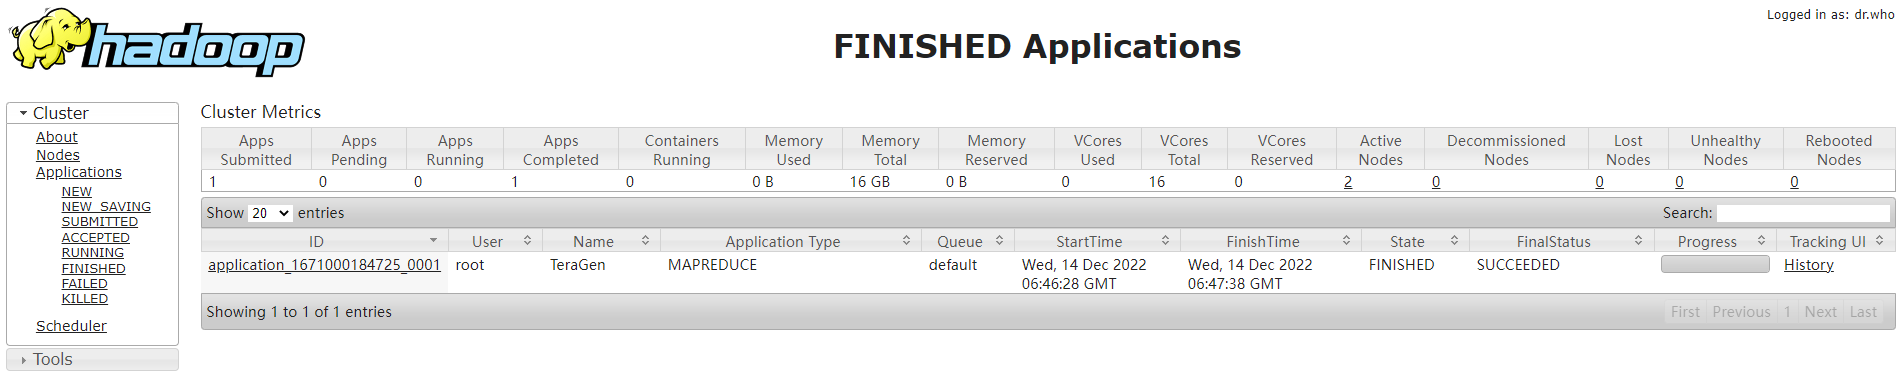 Logged in as: dr.who
hadoop
FINISHED Applications
Cluster
About
Nodes
Applications
NEW
NEW_SAVING
SUBMITTED
ACCEPTED
RUNNING
FINISHED
FAILED
KILLED
Scheduler
Tools
Cluster Metrics
Apps Submitted Apps Pending Apps Running Apps Completed Containers Running Memory Used Memory Total Memory Reserved VCores Used VCores Total VCores Reserved Active Nodes Decommissioned Nodes Lost Nodes Unhealthy Nodes Rebooted Nodes
1 0 0 1 0 0 B 16 GB 0 B 0 16 0 2 0 0 0 0
Show 20 entries Search:
ID User Name Application Type Queue StartTime FinishTime State FinalStatus Progress Tracking UI
application_1671000184725_0001 root TeraGen MAPREDUCE default Wed, 14 Dec 2022 06:46:28 GMT Wed, 14 Dec 2022 06:47:38 GMT FINISHED SUCCEEDED History
Showing 1 to 1 of 1 entries First Previous 1 Next Last